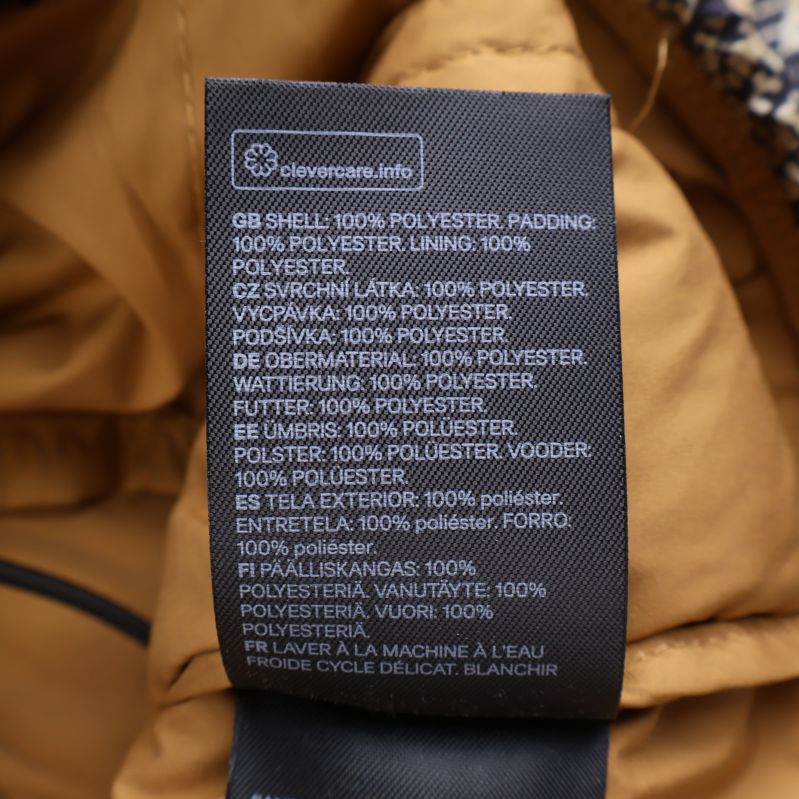 clevercare.info
GB SHELL: 100% POLYESTER. PADDING:
100% POLYESTER. LINING: 100%
POLYESTER.
CZ SVRCHNÍ LÁTKA: 100% POLYESTER.
VYCPÁVKA: 100% POLYESTER.
PODŠÍVKA: 100% POLYESTER.
DE OBERMATERIAL: 100% POLYESTER.
WATTIERUNG: 100% POLYESTER.
FUTTER: 100% POLYESTER.
EE ÜMBRIS: 100% POLÜESTER.
POLSTER: 100% POLÜESTER. VOODER:
100% POLÜESTER.
ES TELA EXTERIOR: 100% poliéster.
ENTRETELA: 100% poliéster. FORRO:
100% poliéster.
FI PÄÄLLISKANGAS: 100%
POLYESTERIÄ. VANUTÄYTE: 100%
POLYESTERIÄ. VUORI: 100%
POLYESTERIÄ.
FR LAVER À LA MACHINE À L'EAU
FROIDE CYCLE DÉLICAT. BLANCHIR